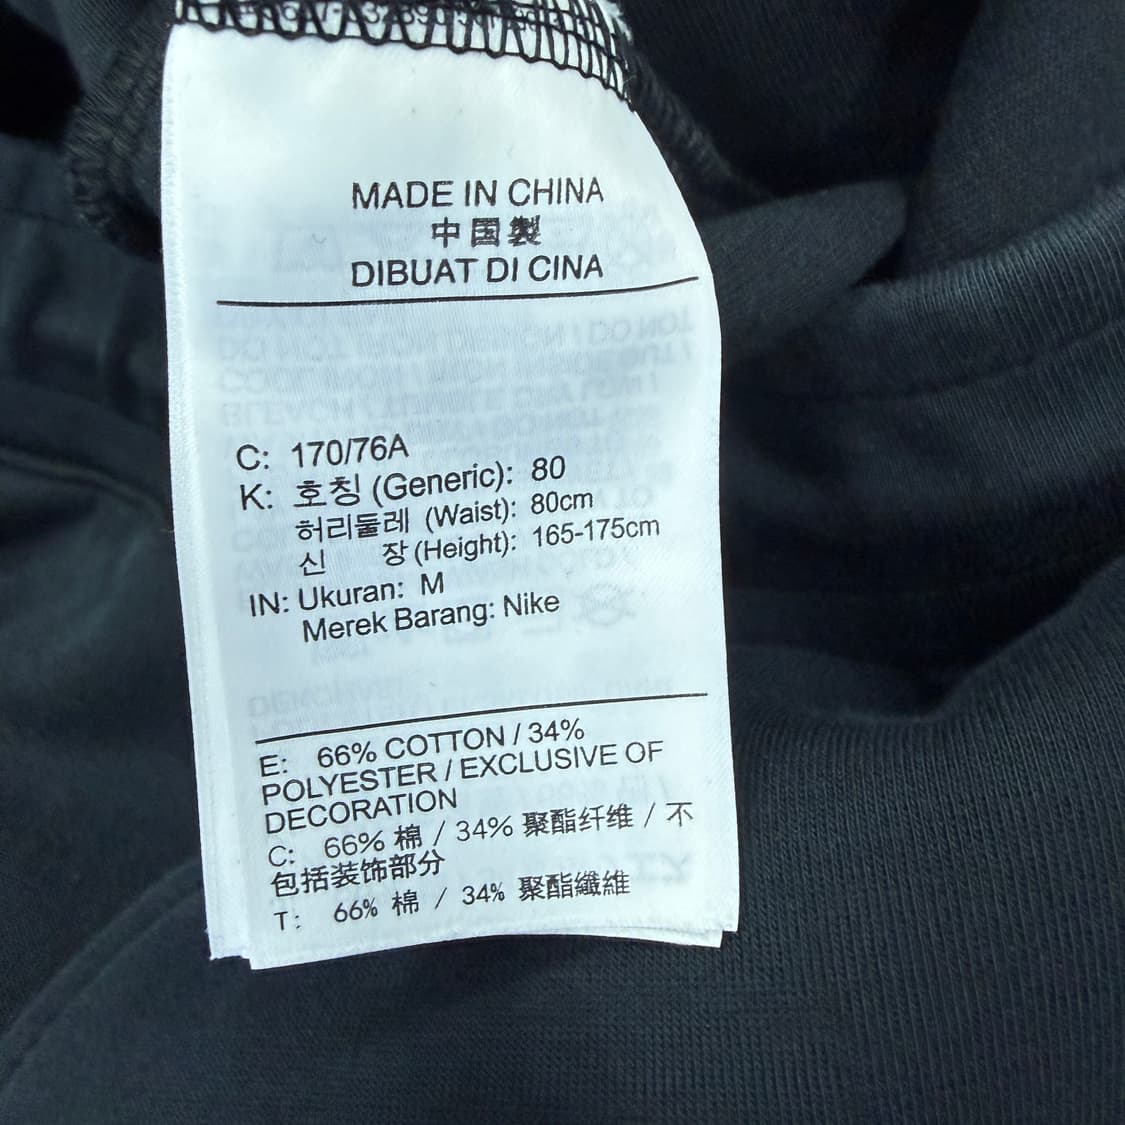 MADE IN CHINA
中国製
DIBUAT DI CINA
C: 170/76A
K: 호칭 (Generic): 80
허리둘레 (Waist): 80cm
신 장 (Height): 165-175cm
IN: Ukuran: M
Merek Barang: Nike
E: 66% COTTON / 34%
POLYESTER / EXCLUSIVE OF
DECORATION
C: 66% 棉 / 34% 聚酯纤维 / 不
包括装饰部分
T: 66% 棉 / 34% 聚酯纖維